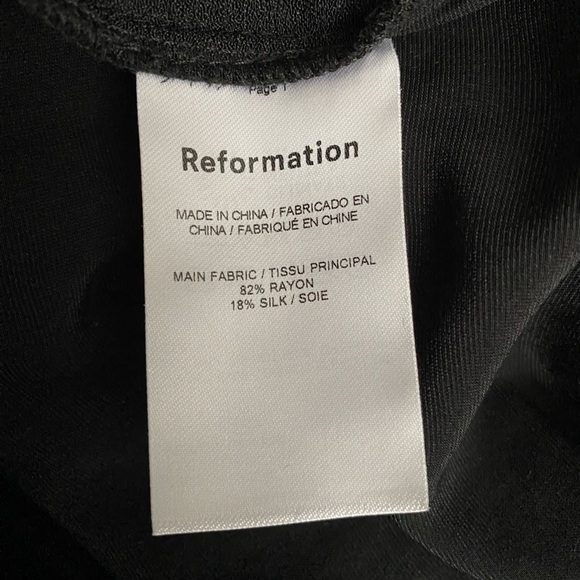 Page 1
Reformation
MADE IN CHINA / FABRICADO EN
CHINA / FABRIQUÉ EN CHINE
MAIN FABRIC / TISSU PRINCIPAL
82% RAYON
18% SILK / SOIE